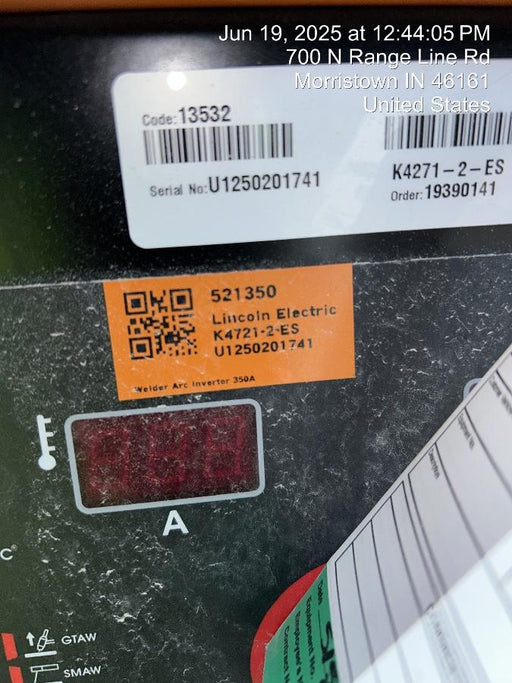 Jun 19, 2025 at 12:44:05 PM
700 N Range Line Rd
Morristown IN 46161
United States
Code:13532
Serial No:U1250201741
K4271-2-ES
Order:19390141
521350
Lincoln Electric
K4721-2-ES
U1250201741
Welder Arc Inverter 350A
A
C
GTAW
SMAW